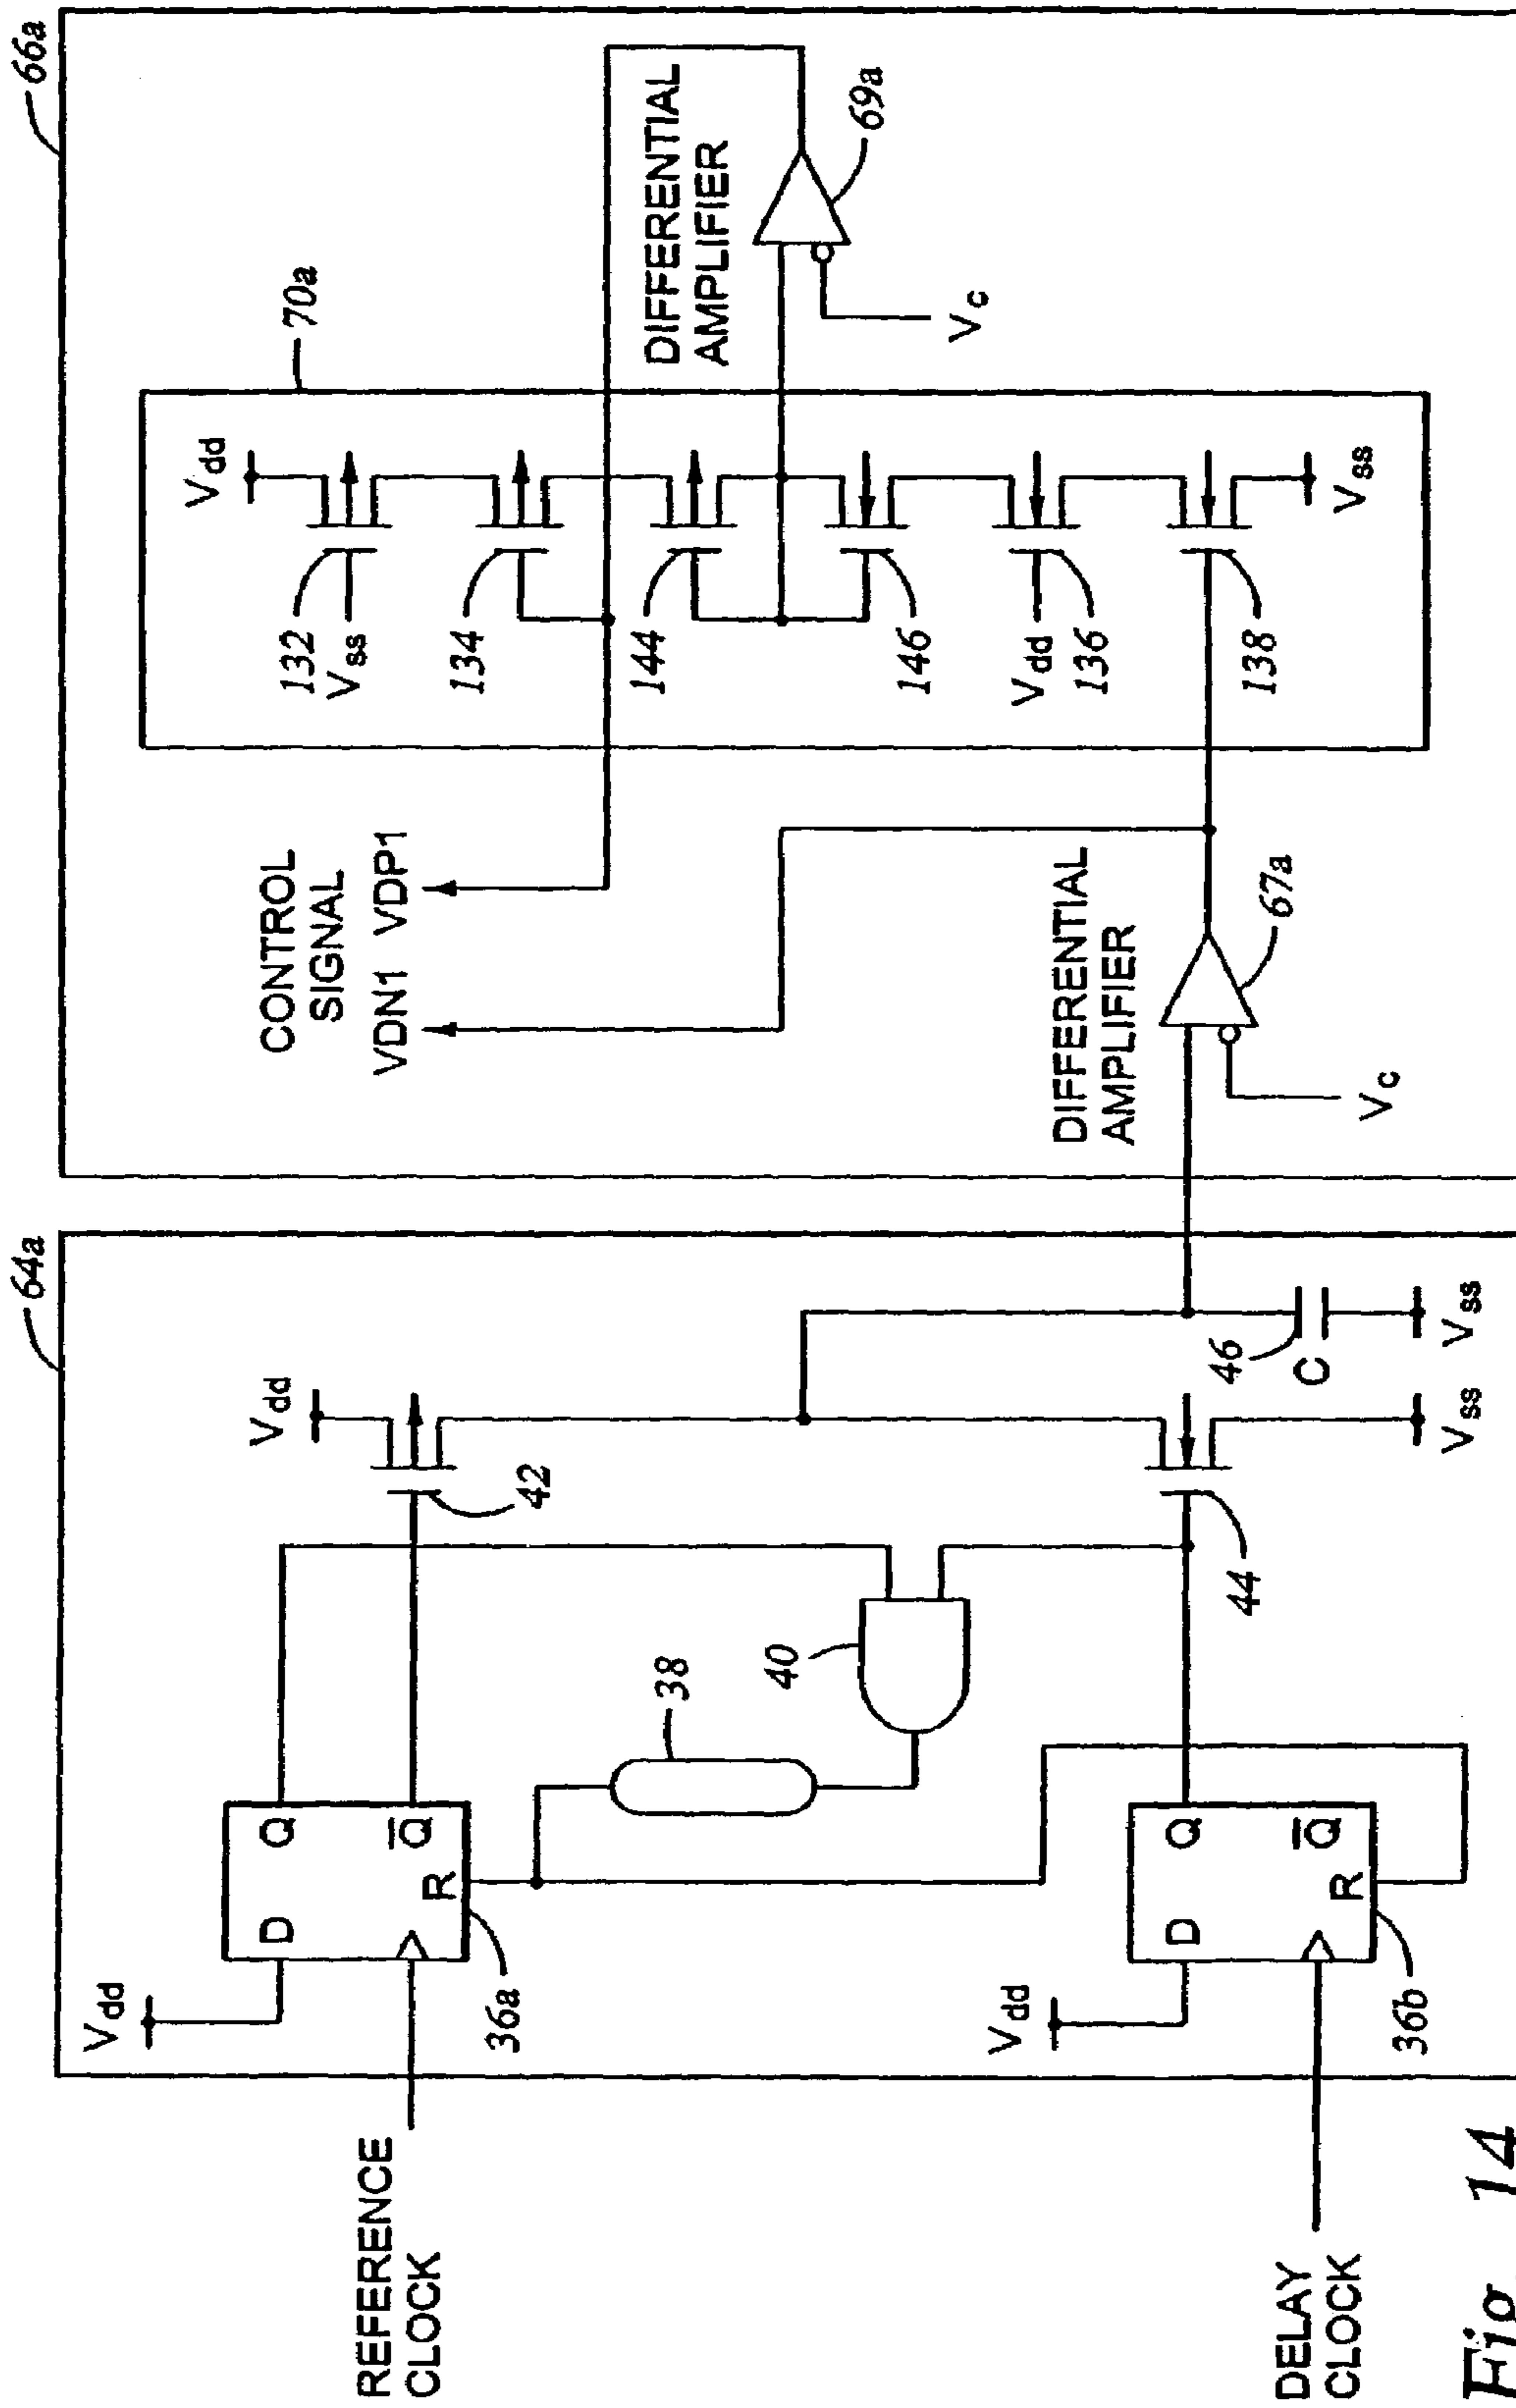 64a
66a
REFERENCE
CLOCK
Vdd
D
Q
Q̅
R
36a
38
40
Vdd
42
DELAY
CLOCK
Vdd
D
Q
Q̅
R
36b
44
Vss
46
C
Vss
CONTROL
SIGNAL
VDN1 VDP1
DIFFERENTIAL
AMPLIFIER
67a
Vc
70a
Vdd
132
Vss
134
144
146
Vdd
136
138
Vss
DIFFERENTIAL
AMPLIFIER
69a
Vc
Fig. 14